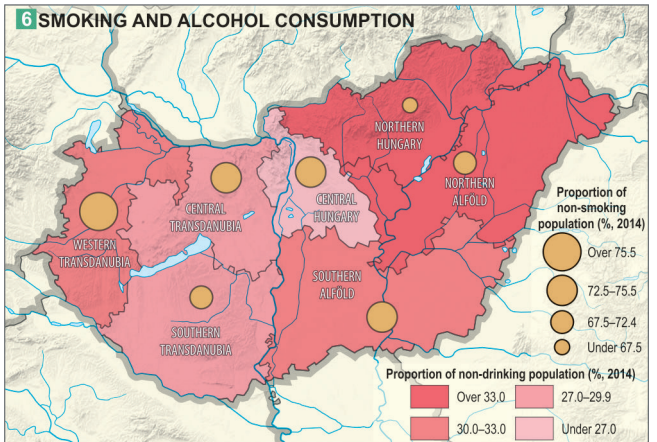 6 SMOKING AND ALCOHOL CONSUMPTION
NORTHERN
HUNGARY
NORTHERN
ALFÖLD
CENTRAL
HUNGARY
CENTRAL
TRANSDANUBIA
WESTERN
TRANSDANUBIA
SOUTHERN
ALFÖLD
SOUTHERN
TRANSDANUBIA
Proportion of
non-smoking
population (%, 2014)
Over 75.5
72.5–75.5
67.5–72.4
Under 67.5
Proportion of non-drinking population (%, 2014)
Over 33.0
27.0–29.9
30.0–33.0
Under 27.0